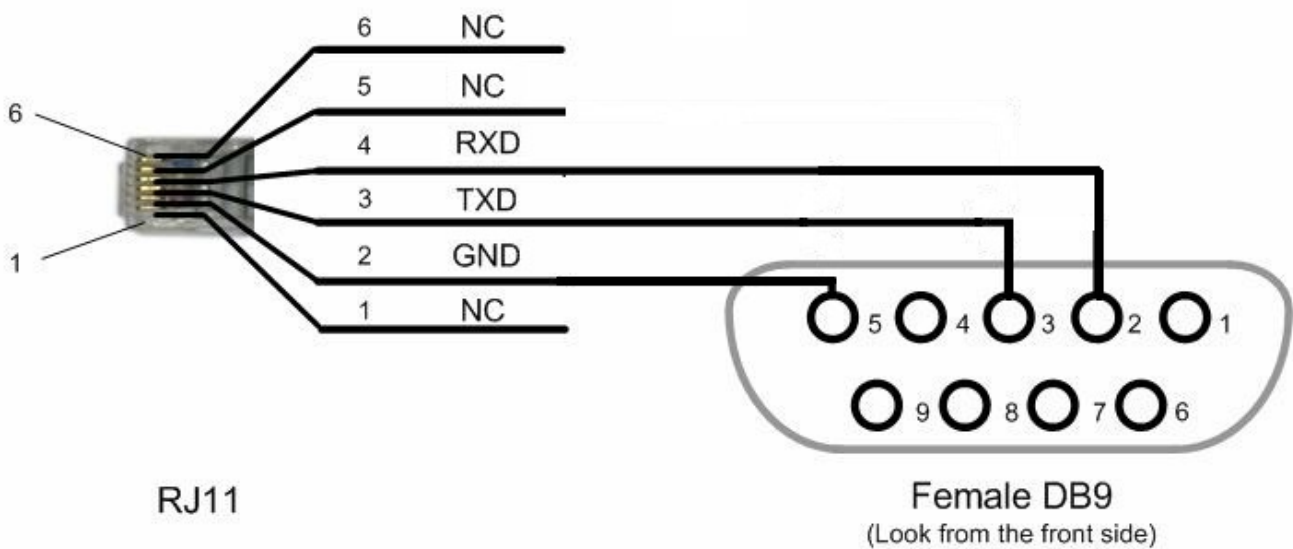 6 NC
5 NC
6
4 RXD
3 TXD
1
2 GND
1 NC
5 4 3 2 1
9 8 7 6
RJ11
Female DB9
(Look from the front side)